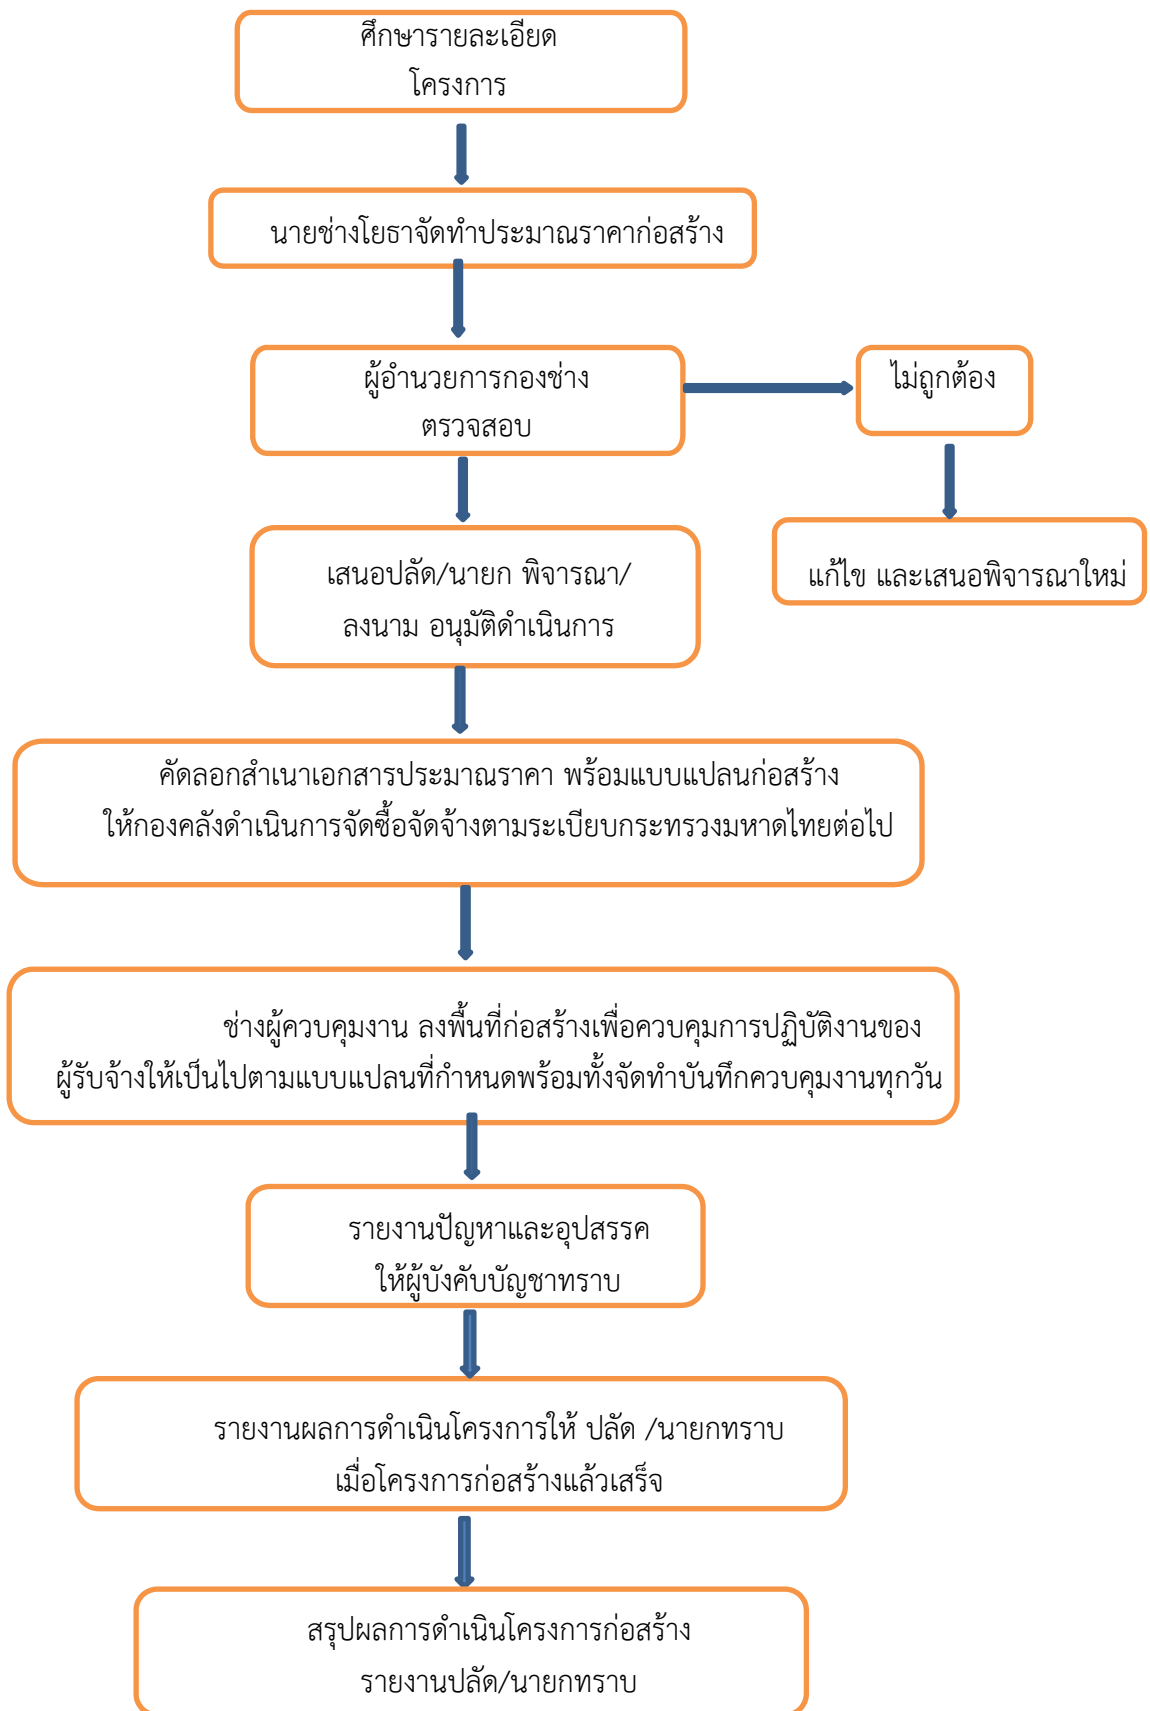 ศึกษารายละเอียด
โครงการ
นายช่างโยธาจัดทำประมาณราคาก่อสร้าง
ผู้อำนวยการกองช่าง
ตรวจสอบ
ไม่ถูกต้อง
แก้ไข และเสนอพิจารณาใหม่
เสนอปลัด/นายก พิจารณา/
ลงนาม อนุมัติดำเนินการ
คัดลอกสำเนาเอกสารประมาณราคา พร้อมแบบแปลนก่อสร้าง
ให้กองคลังดำเนินการจัดซื้อจัดจ้างตามระเบียบกระทรวงมหาดไทยต่อไป
ช่างผู้ควบคุมงาน ลงพื้นที่ก่อสร้างเพื่อควบคุมการปฏิบัติงานของ
ผู้รับจ้างให้เป็นไปตามแบบแปลนที่กำหนดพร้อมทั้งจัดทำบันทึกควบคุมงานทุกวัน
รายงานปัญหาและอุปสรรค
ให้ผู้บังคับบัญชาทราบ
รายงานผลการดำเนินโครงการให้ ปลัด /นายกทราบ
เมื่อโครงการก่อสร้างแล้วเสร็จ
สรุปผลการดำเนินโครงการก่อสร้าง
รายงานปลัด/นายกทราบ